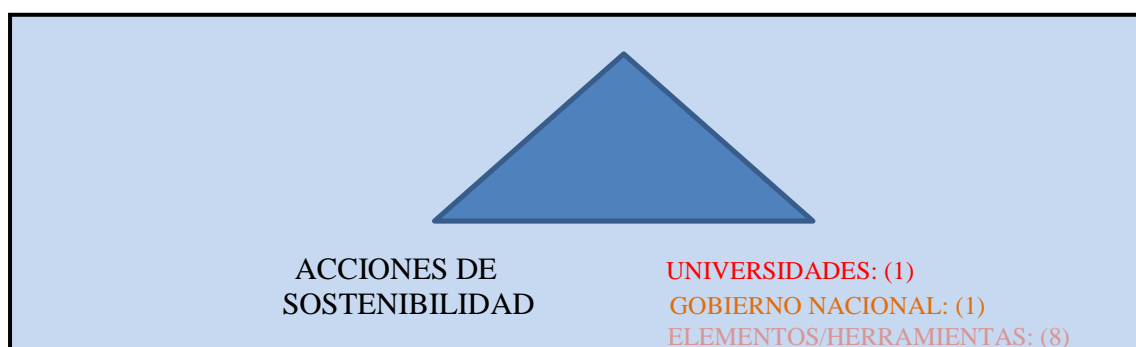 ACCIONES DE
SOSTENIBILIDAD
UNIVERSIDADES: (1)
GOBIERNO NACIONAL: (1)
ELEMENTOS/HERRAMIENTAS: (8)